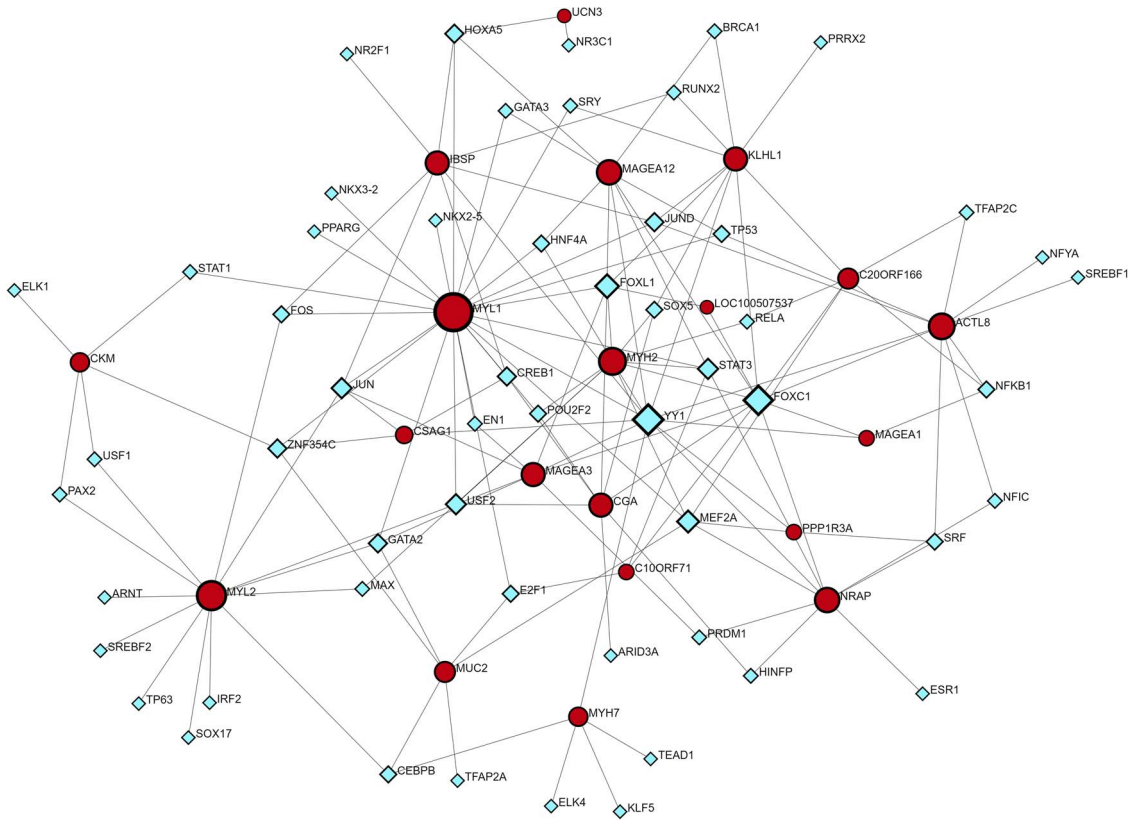 UCN3
HOXA5
BRCA1
NR3C1
PRRX2
NR2F1
RUNX2
GATA3
SRY
IBSP
MAGEA12
KLHL1
NKX3-2
NKX2-5
JUND
TFAP2C
PPARG
HNF4A
TP53
NFYA
STAT1
C20ORF166
SREBF1
ELK1
FOXL1
LOC100507537
FOS
MYL1
SOX5
RELA
ACTL8
CKM
MYH2
STAT3
JUN
CREB1
NFKB1
FOXC1
POU2F2
EN1
YY1
CSAG1
MAGEA1
ZNF354C
USF1
MAGEA3
PAX2
USF2
CGA
NFIC
MEF2A
PPP1R3A
GATA2
SRF
C10ORF71
MYL2
ARNT
MAX
E2F1
NRAP
SREBF2
PRDM1
ARID3A
MUC2
HINFP
TP63
IRF2
ESR1
MYH7
SOX17
TEAD1
CEBPB
TFAP2A
ELK4
KLF5